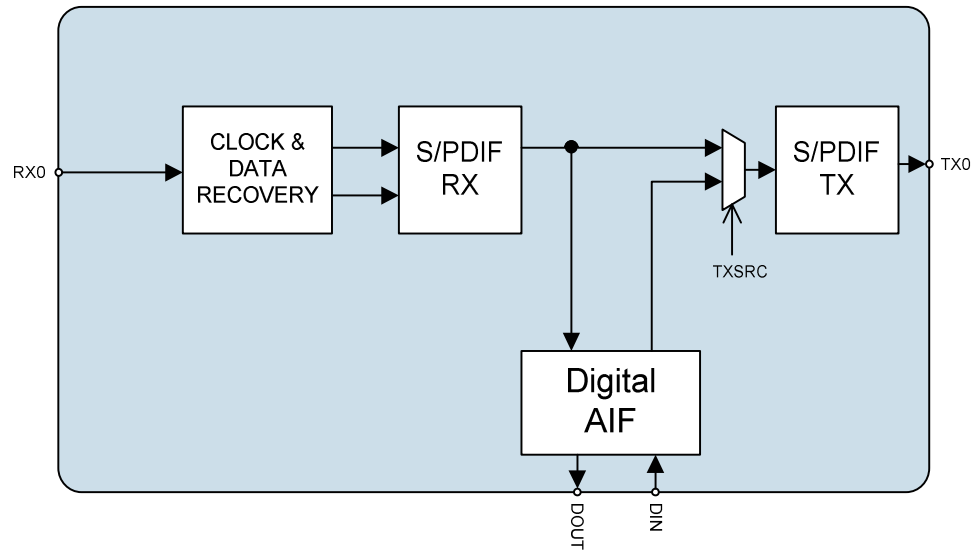 RX0
CLOCK &
DATA
RECOVERY
S/PDIF
RX
S/PDIF
TX
TX0
TXSRC
Digital
AIF
DOUT
DIN